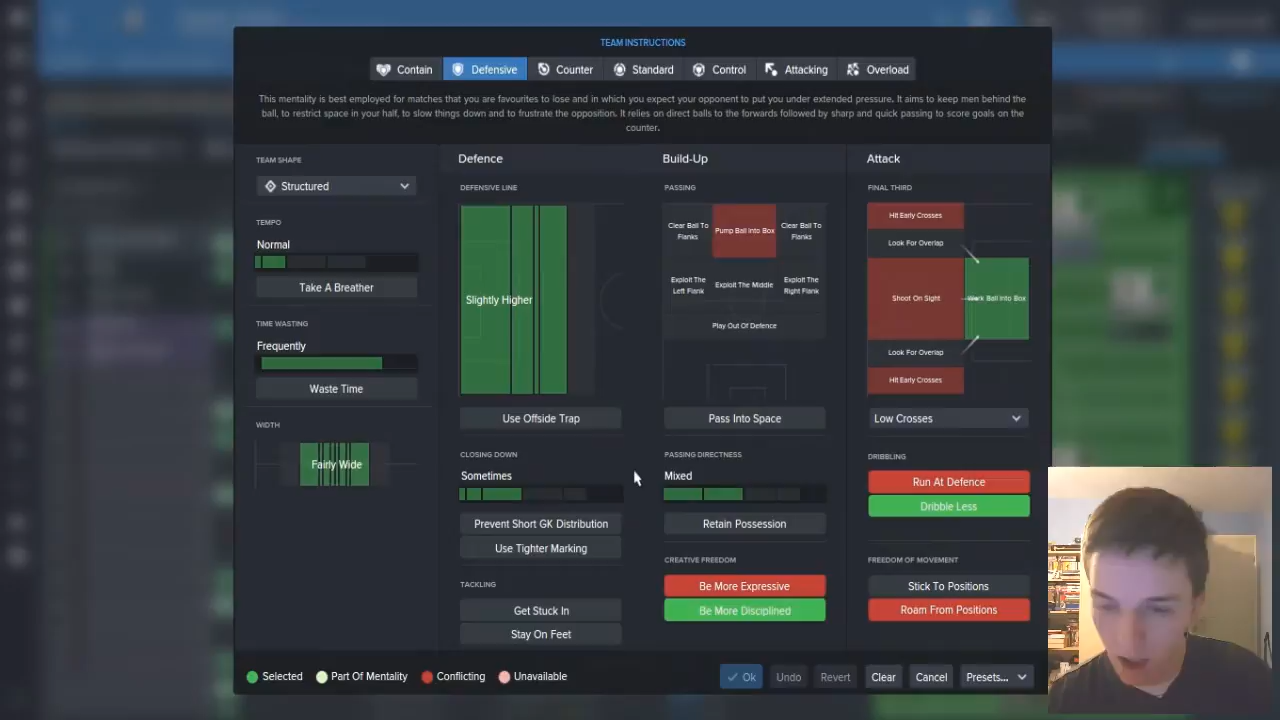 TEAM INSTRUCTIONS
Contain
Defensive
Counter
Standard
Control
Attacking
Overload
This mentality is best employed for matches that you are favourites to lose and in which you expect your opponent to put you under extended pressure. It aims to keep men behind the
ball, to restrict space in your half, to slow things down and to frustrate the opposition. It relies on direct balls to the forwards followed by sharp and quick passing to score goals on the
counter.
TEAM SHAPE
Structured
TEMPO
Normal
Take A Breather
TIME WASTING
Frequently
Waste Time
WIDTH
Fairly Wide
Defence
DEFENSIVE LINE
Slightly Higher
Use Offside Trap
CLOSING DOWN
Sometimes
Prevent Short GK Distribution
Use Tighter Marking
TACKLING
Get Stuck In
Stay On Feet
Build-Up
PASSING
Clear Ball To
Flanks
Pump Ball Into Box
Clear Ball To
Flanks
Exploit The
Left Flank
Exploit The Middle
Exploit The
Right Flank
Play Out Of Defence
Pass Into Space
PASSING DIRECTNESS
Mixed
Retain Possession
CREATIVE FREEDOM
Be More Expressive
Be More Disciplined
Attack
FINAL THIRD
Hit Early Crosses
Look For Overlap
Shoot On Sight
Work Ball Into Box
Look For Overlap
Hit Early Crosses
Low Crosses
DRIBBLING
Run At Defence
Dribble Less
FREEDOM OF MOVEMENT
Stick To Positions
Roam From Positions
Selected
Part Of Mentality
Conflicting
Unavailable
Ok
Undo
Revert
Clear
Cancel
Presets...